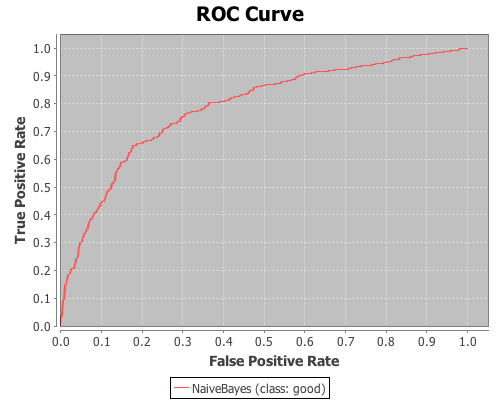 ROC Curve
True Positive Rate
1.0
0.9
0.8
0.7
0.6
0.5
0.4
0.3
0.2
0.1
0.0
0.0 0.1 0.2 0.3 0.4 0.5 0.6 0.7 0.8 0.9 1.0
False Positive Rate
NaiveBayes (class: good)